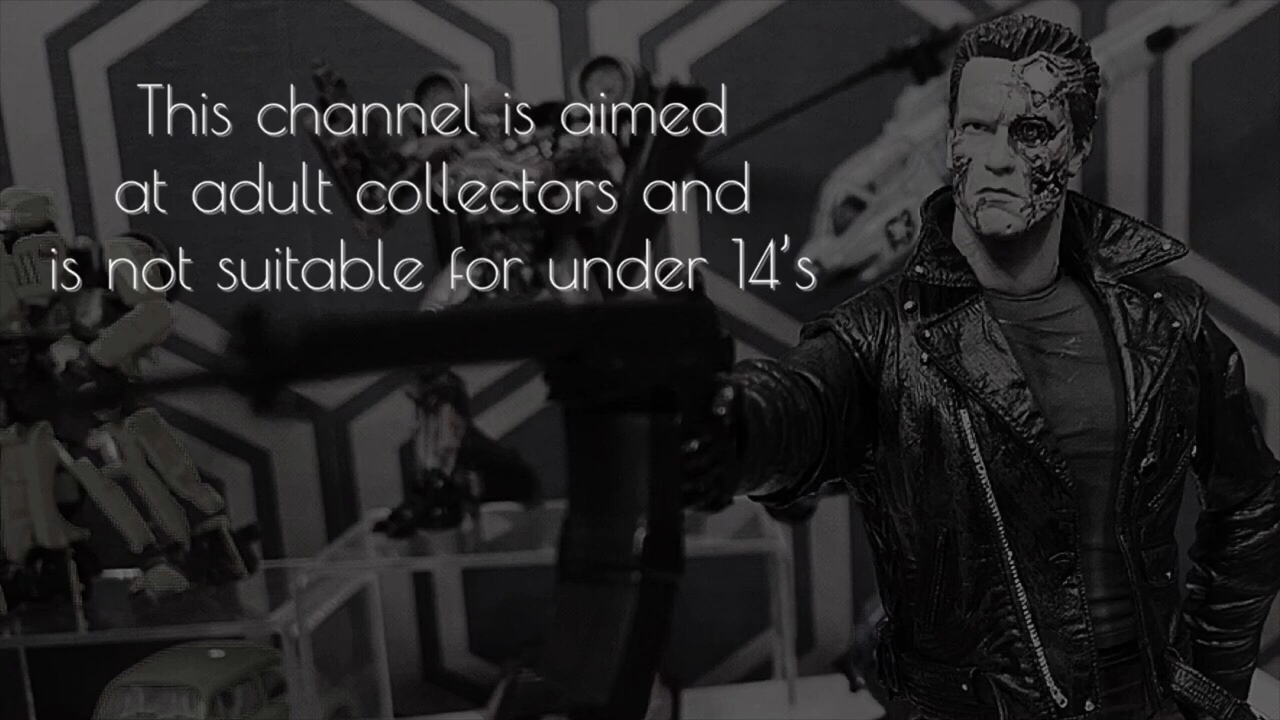 This channel is aimed
at adult collectors and
is not suitable for under 14's